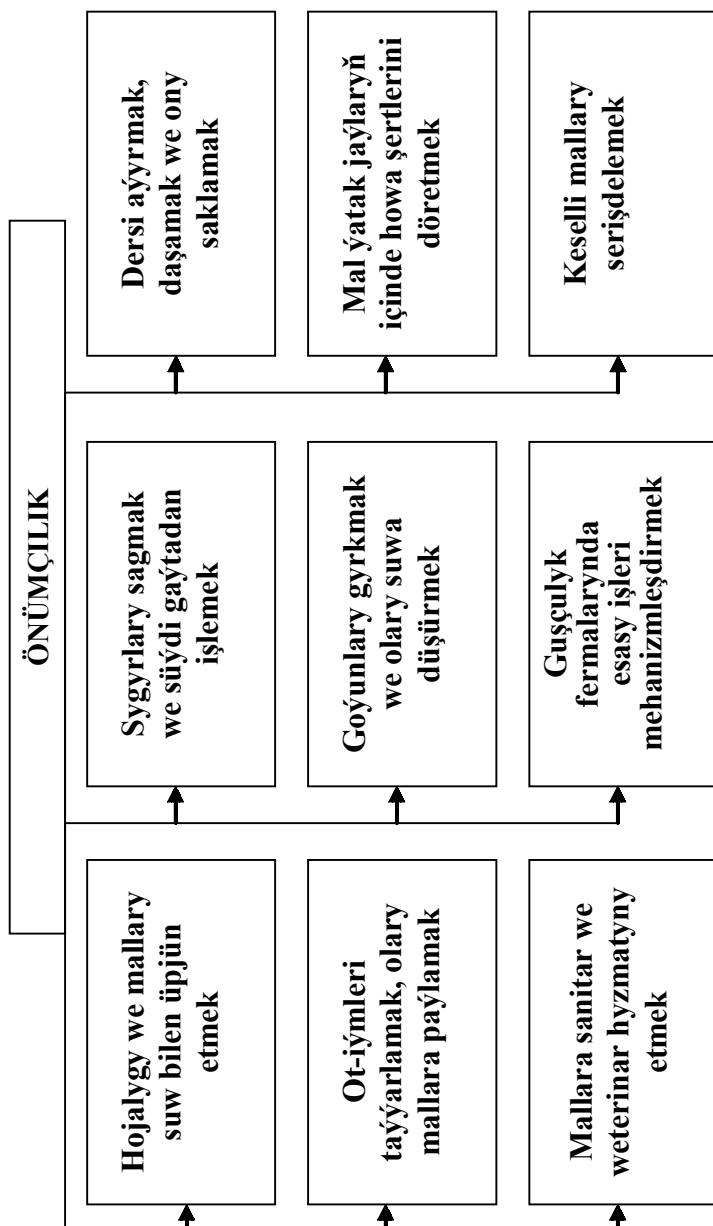 ÖNÜMÇILIK
Hojalygy we mallary
suw bilen üpjün
etmek
Ot-iýmleri
taýýarlamak, olary
mallara paýlamak
Mallara sanitar we
weterinar hyzmatyny
etmek
Sygyrlary sagmak
we süýdi gaýtadan
işlemek
Goýunlary gyrkmak
we olary suwa
düşürmek
Guşçulyk
fermalarynda
esasy işleri
mehanizmleşdirmek
Dersi aýyrmak,
daşamak we ony
saklamak
Mal ýatak jaýlaryň
içinde howa şertlerini
döretmek
Keselli mallary
serişdelemek